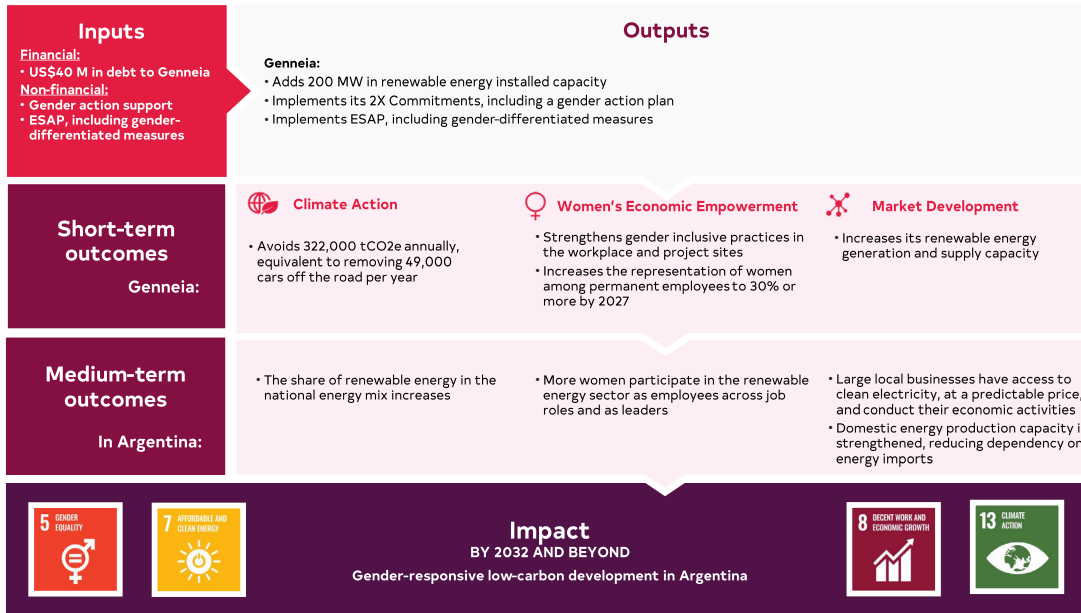 Inputs
Financial:
• US$40 M in debt to Genneia
Non-financial:
• Gender action support
• ESAP, including gender-
differentiated measures
Outputs
Genneia:
• Adds 200 MW in renewable energy installed capacity
• Implements its 2X Commitments, including a gender action plan
• Implements ESAP, including gender-differentiated measures
Short-term
outcomes
Genneia:
Climate Action
• Avoids 322,000 tCO2e annually,
equivalent to removing 49,000
cars off the road per year
Women's Economic Empowerment
• Strengthens gender inclusive practices in
the workplace and project sites
• Increases the representation of women
among permanent employees to 30% or
more by 2027
Market Development
• Increases its renewable energy
generation and supply capacity
Medium-term
outcomes
In Argentina:
• The share of renewable energy in the
national energy mix increases
• More women participate in the renewable
energy sector as employees across job
roles and as leaders
• Large local businesses have access to
clean electricity, at a predictable price,
and conduct their economic activities
• Domestic energy production capacity i
strengthened, reducing dependency on
energy imports
5 GENDER
EQUALITY
7 AFFORDABLE AND
CLEAN ENERGY
Impact
BY 2032 AND BEYOND
Gender-responsive low-carbon development in Argentina
8 DECENT WORK AND
ECONOMIC GROWTH
13 CLIMATE
ACTION